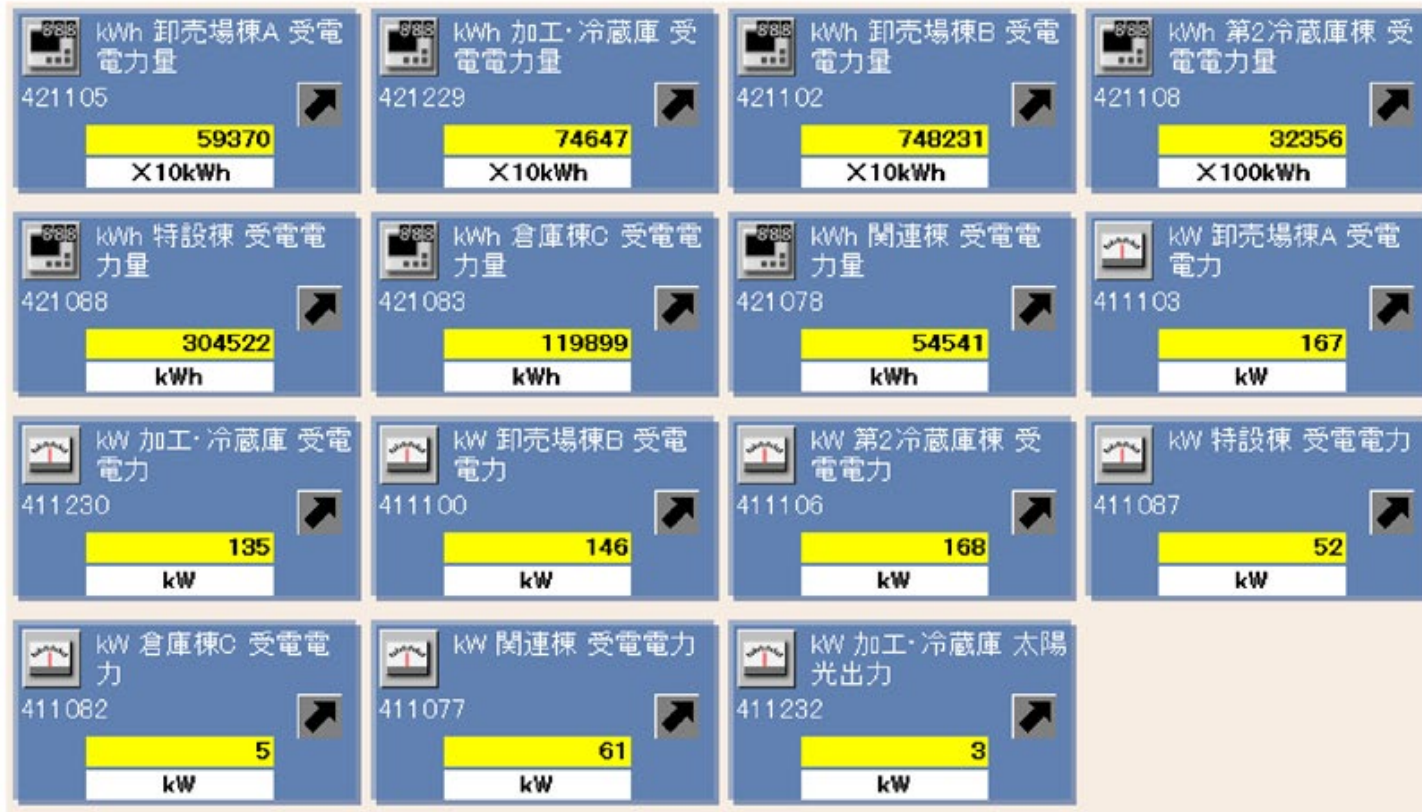 kWh 卸売場棟A 受電
電力量
421105
59370
×10kWh
kWh 加工・冷蔵庫 受
電電力量
421229
74647
×10kWh
kWh 卸売場棟B 受電
電力量
421102
748231
×10kWh
kWh 第2冷蔵庫棟 受
電電力量
421108
32356
×100kWh
kWh 特設棟 受電電
力量
421088
304522
kWh
kWh 倉庫棟C 受電電
力量
421083
119899
kWh
kWh 関連棟 受電電
力量
421078
54541
kWh
kW 卸売場棟A 受電
電力
411103
167
kW
kW 加工・冷蔵庫 受電
電力
411230
135
kW
kW 卸売場棟B 受電
電力
411100
146
kW
kW 第2冷蔵庫棟 受
電電力
411106
168
kW
kW 特設棟 受電電力
411087
52
kW
kW 倉庫棟C 受電電
力
411082
5
kW
kW 関連棟 受電電力
411077
61
kW
kW 加工・冷蔵庫 太陽
光出力
411232
3
kW